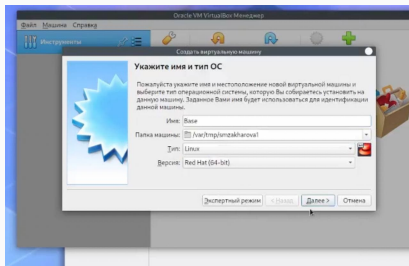 Oracle VM VirtualBox Менеджер
Файл Машина Справка
Инструменты
Создать виртуальную машину
Укажите имя и тип ОС
Пожалуйста укажите имя и местоположение новой виртуальной машины и
выберите тип операционной системы, которую Вы собираетесь установить на
данную машину. Заданное Вами имя будет использоваться для идентификации
данной машины.
Имя: Base
Папка машины: /var/tmp/smzakharova1
Тип: Linux
Версия: Red Hat (64-bit)
Экспертный режим < Назад Далее > Отмена